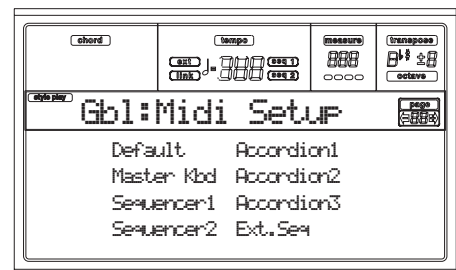 chord tempo measure transpose
ext seq 1
link seq 2
octave
style play
Gbl:Midi Setup page
Default Accordion1
Master Kbd Accordion2
Sequencer1 Accordion3
Sequencer2 Ext.Seq